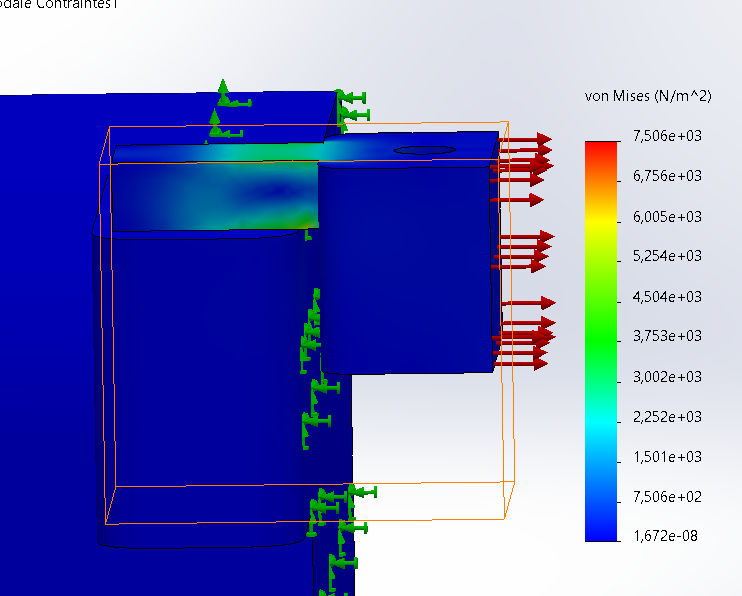 odale Contraintes1
von Mises (N/m^2)
7,506e+03
6,756e+03
6,005e+03
5,254e+03
4,504e+03
3,753e+03
3,002e+03
2,252e+03
1,501e+03
7,506e+02
1,672e-08